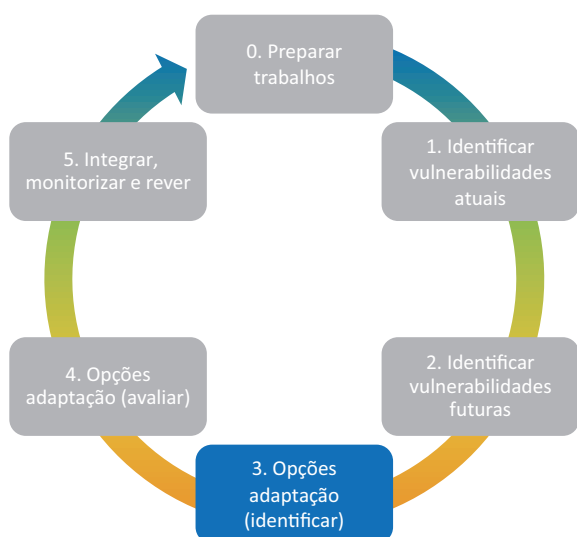 0. Preparar
trabalhos
1. Identificar
vulnerabilidades
atuais
2. Identificar
vulnerabilidades
futuras
3. Opções
adaptação
(identificar)
4. Opções
adaptação (avaliar)
5. Integrar,
monitorizar e rever